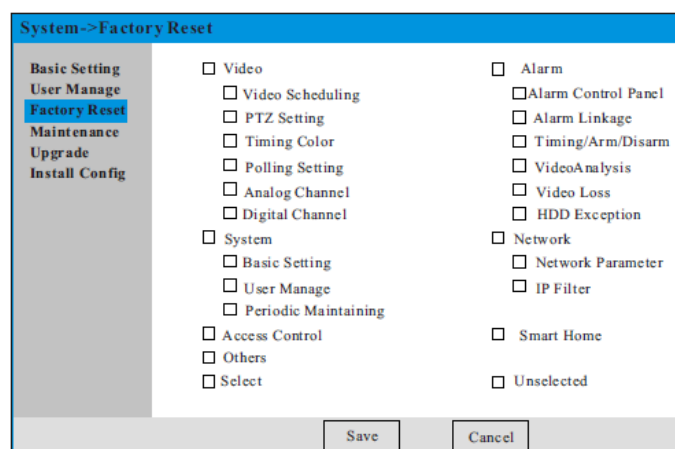 System->Factory Reset
Basic Setting
User Manage
Factory Reset
Maintenance
Upgrade
Install Config
Video
Video Scheduling
PTZ Setting
Timing Color
Polling Setting
Analog Channel
Digital Channel
System
Basic Setting
User Manage
Periodic Maintaining
Access Control
Others
Select
Alarm
Alarm Control Panel
Alarm Linkage
Timing/Arm/Disarm
VideoAnalysis
Video Loss
HDD Exception
Network
Network Parameter
IP Filter
Smart Home
Unselected
Save
Cancel